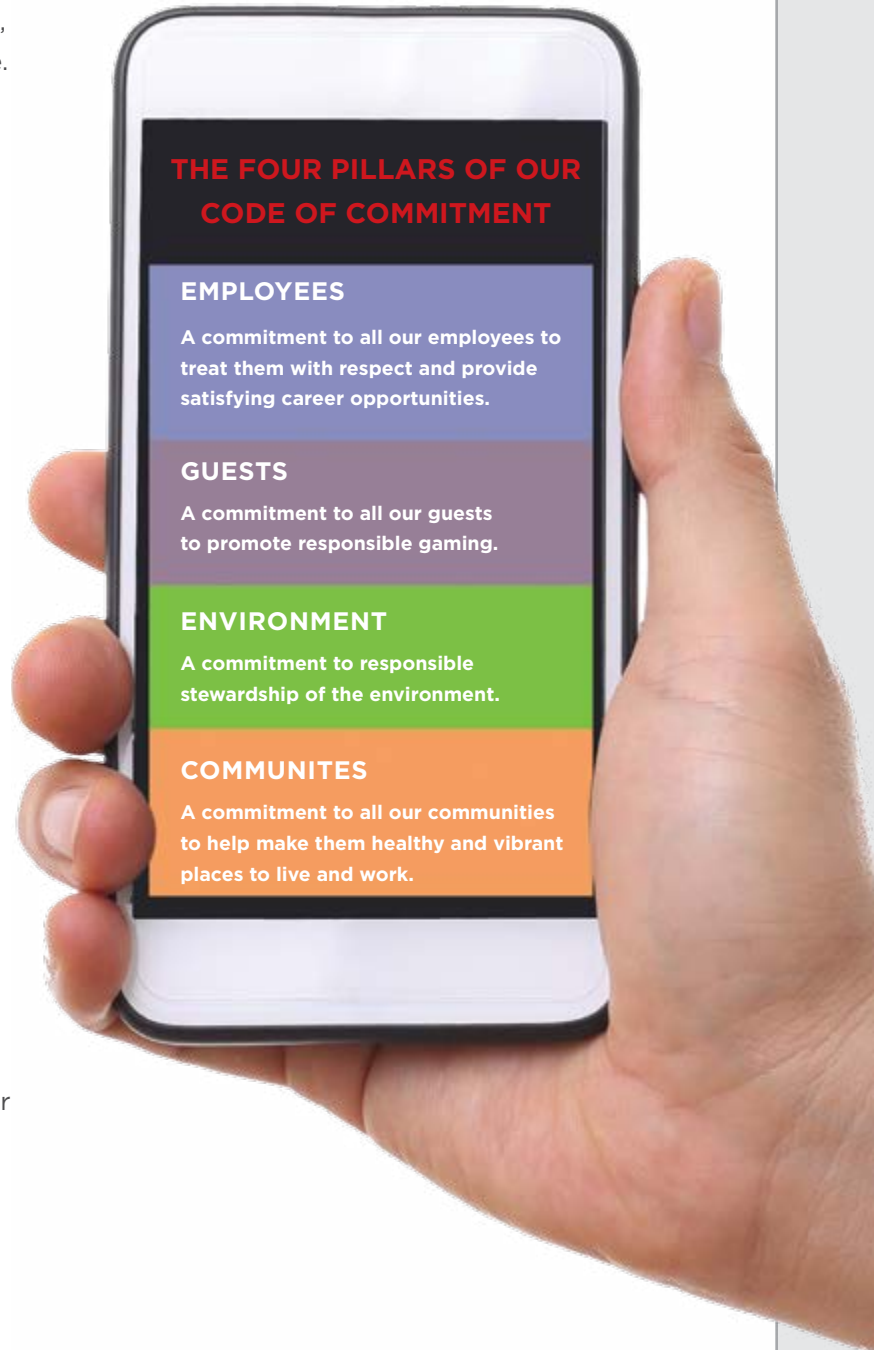 ,
e.
THE FOUR PILLARS OF OUR
CODE OF COMMITMENT
EMPLOYEES
A commitment to all our employees to
treat them with respect and provide
satisfying career opportunities.
GUESTS
A commitment to all our guests
to promote responsible gaming.
ENVIRONMENT
A commitment to responsible
stewardship of the environment.
COMMUNITES
A commitment to all our communities
to help make them healthy and vibrant
places to live and work.
r